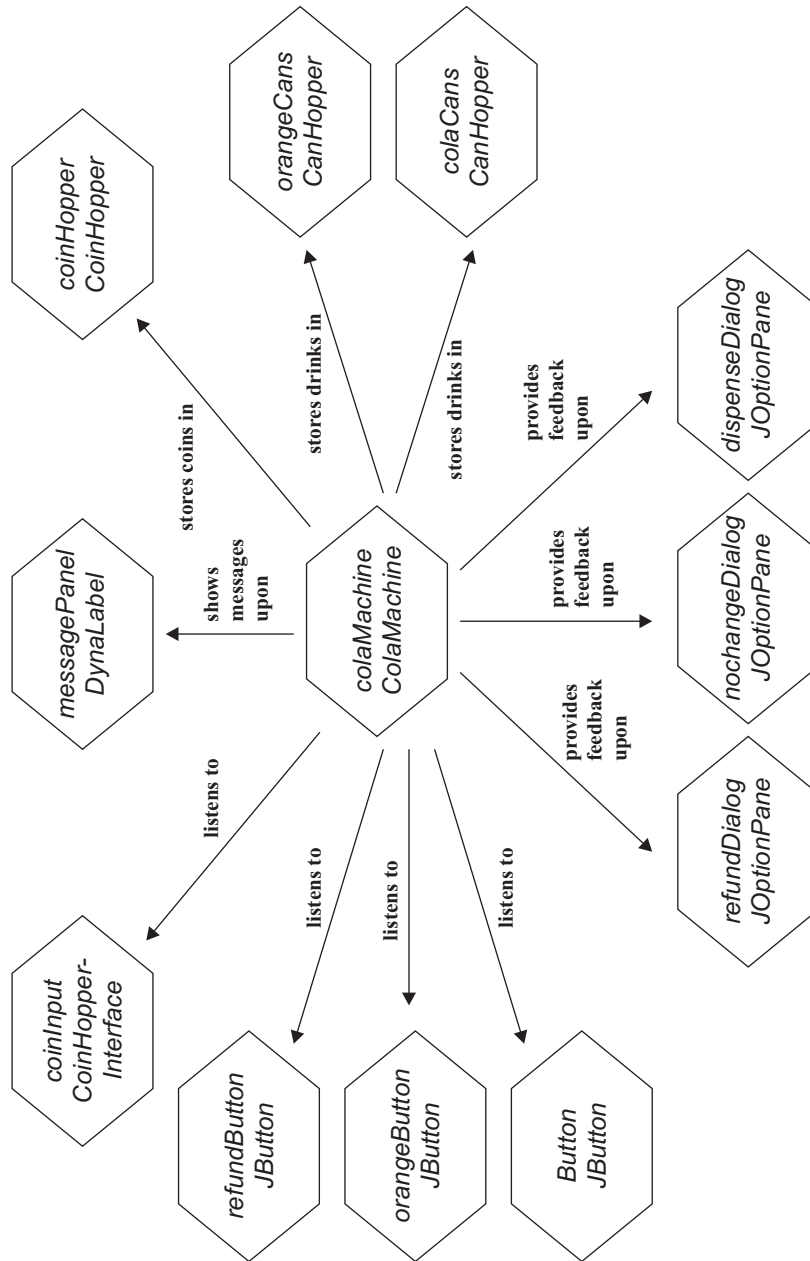 coinInput
CoinHopper-
Interface
messagePanel
DynaLabel
coinHopper
CoinHopper
listens to
shows
messages
upon
stores coins in
refundButton
JButton
listens to
stores drinks in
orangeCans
CanHopper
orangeButton
JButton
listens to
colaMachine
ColaMachine
stores drinks in
colaCans
CanHopper
Button
JButton
listens to
provides
feedback
upon
provides
feedback
upon
provides
feedback
upon
refundDialog
JOptionPane
nochangeDialog
JOptionPane
dispenseDialog
JOptionPane